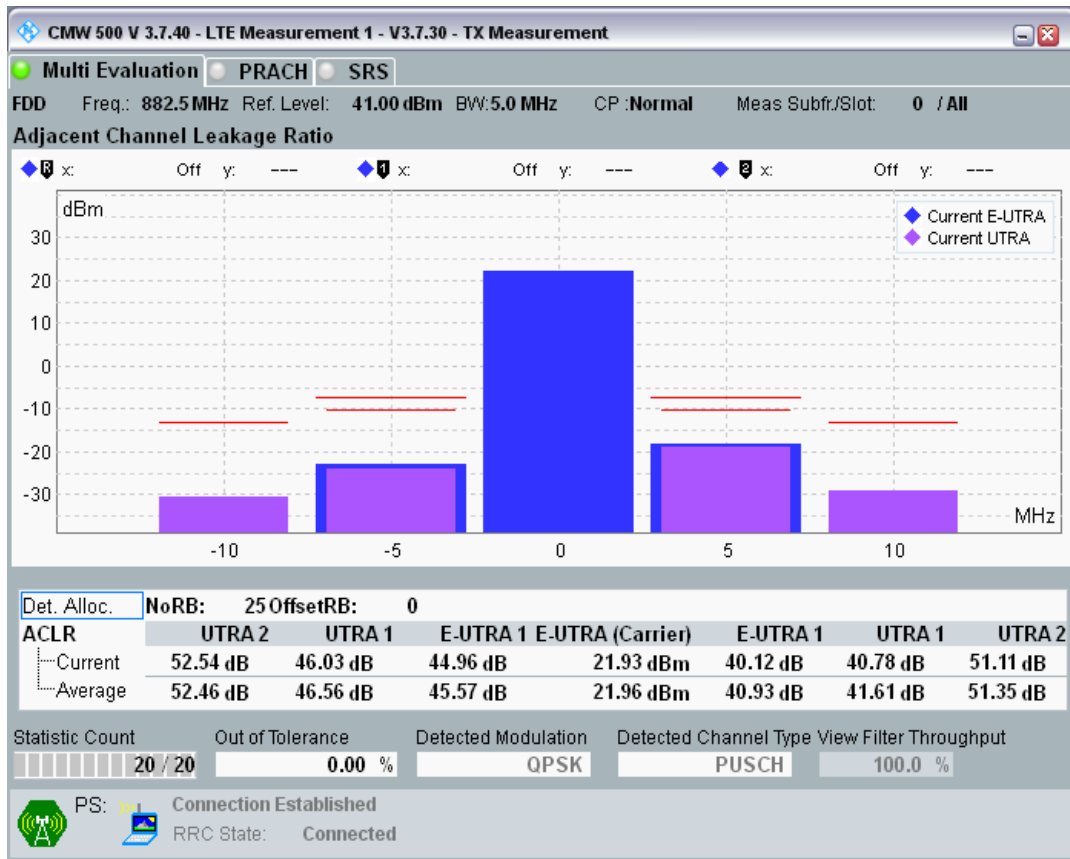 CMW 500 V 3.7.40 - LTE Measurement 1 - V3.7.30 - TX Measurement
Multi Evaluation PRACH SRS
FDD Freq.: 882.5 MHz Ref. Level: 41.00 dBm BW:5.0 MHz CP :Normal Meas Subfr./Slot: 0 / All
Adjacent Channel Leakage Ratio
R x: Off y: --- 1 x: Off y: --- 2 x: Off y: ---
dBm
Current E-UTRA
Current UTRA
30
20
10
0
-10
-20
-30
MHz
-10 -5 0 5 10
Det. Alloc. NoRB: 25 OffsetRB: 0
ACLR UTRA 2 UTRA 1 E-UTRA 1 E-UTRA (Carrier) E-UTRA 1 UTRA 1 UTRA 2
Current 52.54 dB 46.03 dB 44.96 dB 21.93 dBm 40.12 dB 40.78 dB 51.11 dB
Average 52.46 dB 46.56 dB 45.57 dB 21.96 dBm 40.93 dB 41.61 dB 51.35 dB
Statistic Count Out of Tolerance Detected Modulation Detected Channel Type View Filter Throughput
20 / 20 0.00 % QPSK PUSCH 100.0 %
PS: Connection Established
RRC State: Connected